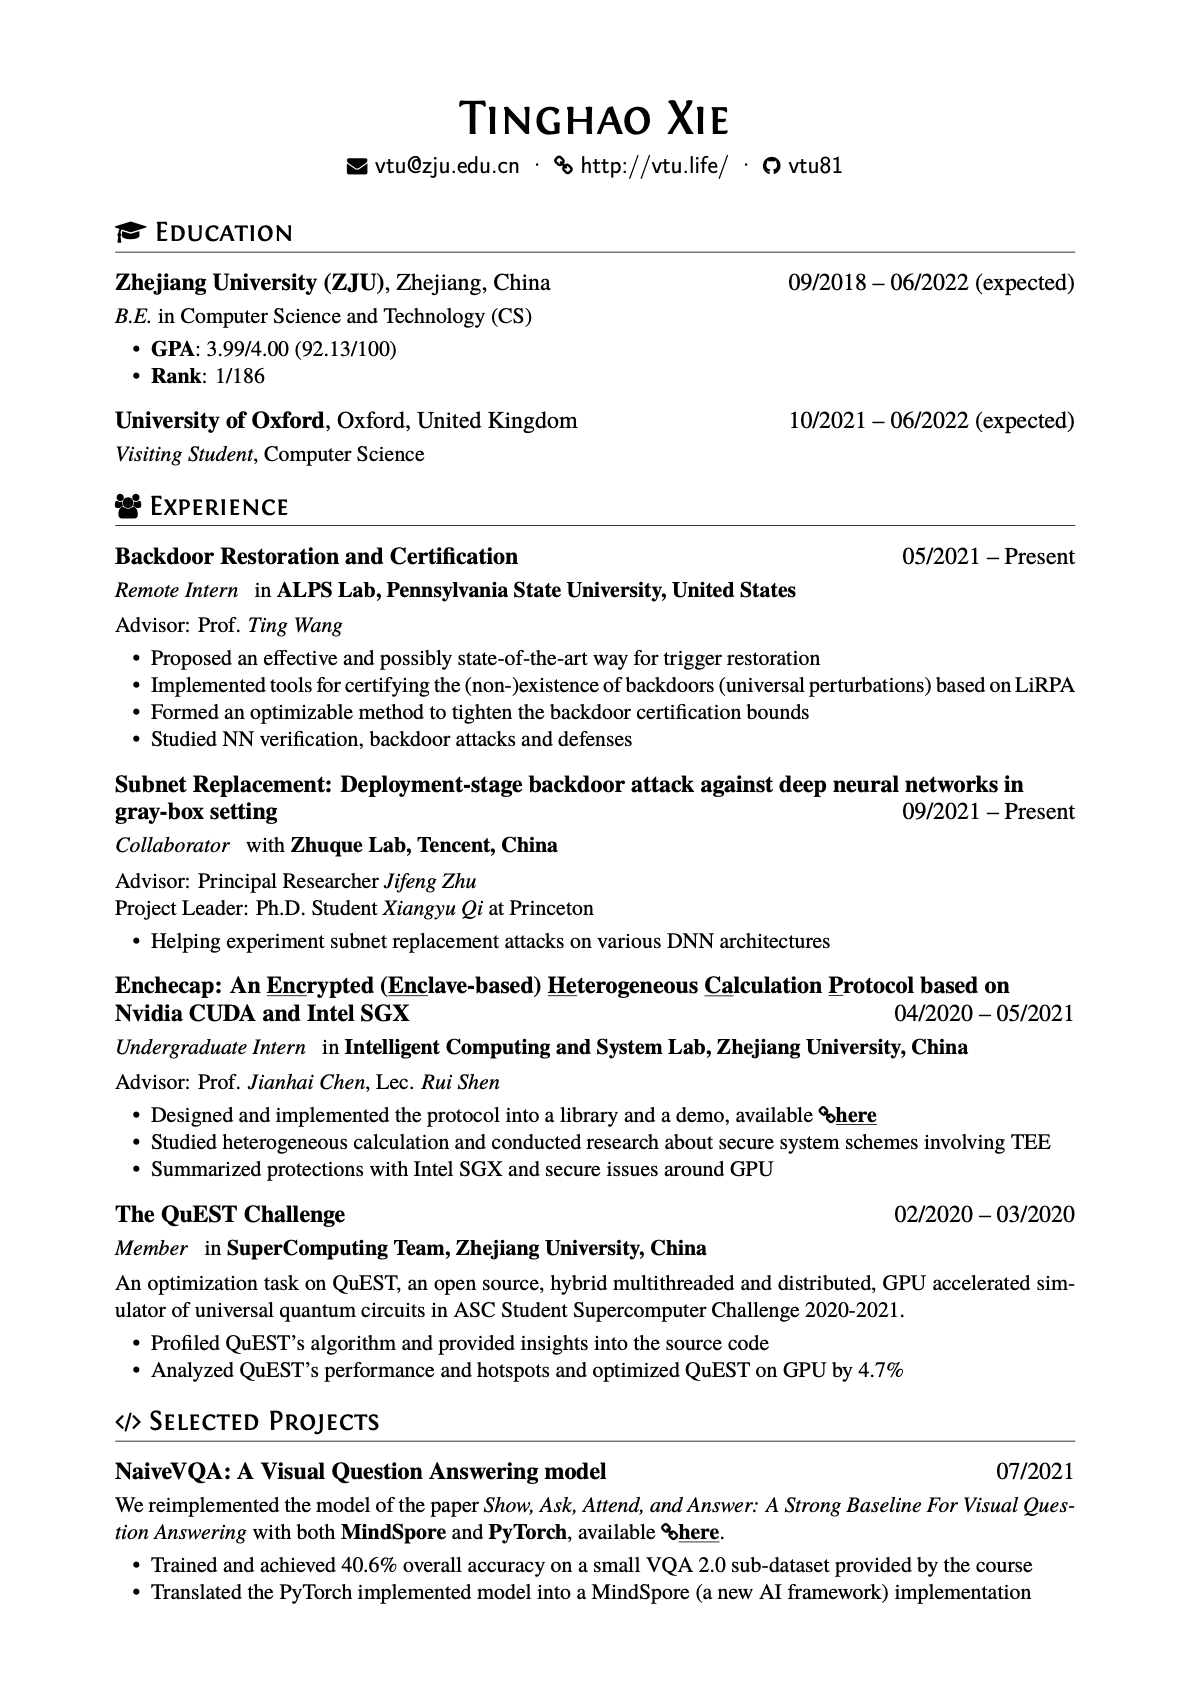 Tinghao Xie
vtu@zju.edu.cn · http://vtu.life/ · vtu81
Education
Zhejiang University (ZJU), Zhejiang, China 09/2018 – 06/2022 (expected)
B.E. in Computer Science and Technology (CS)
• GPA: 3.99/4.00 (92.13/100)
• Rank: 1/186
University of Oxford, Oxford, United Kingdom 10/2021 – 06/2022 (expected)
Visiting Student, Computer Science
Experience
Backdoor Restoration and Certification 05/2021 – Present
Remote Intern in ALPS Lab, Pennsylvania State University, United States
Advisor: Prof. Ting Wang
• Proposed an effective and possibly state-of-the-art way for trigger restoration
• Implemented tools for certifying the (non-)existence of backdoors (universal perturbations) based on LiRPA
• Formed an optimizable method to tighten the backdoor certification bounds
• Studied NN verification, backdoor attacks and defenses
Subnet Replacement: Deployment-stage backdoor attack against deep neural networks in
gray-box setting 09/2021 – Present
Collaborator with Zhuque Lab, Tencent, China
Advisor: Principal Researcher Jifeng Zhu
Project Leader: Ph.D. Student Xiangyu Qi at Princeton
• Helping experiment subnet replacement attacks on various DNN architectures
Enchecap: An Encrypted (Enclave-based) Heterogeneous Calculation Protocol based on
Nvidia CUDA and Intel SGX 04/2020 – 05/2021
Undergraduate Intern in Intelligent Computing and System Lab, Zhejiang University, China
Advisor: Prof. Jianhai Chen, Lec. Rui Shen
• Designed and implemented the protocol into a library and a demo, available here
• Studied heterogeneous calculation and conducted research about secure system schemes involving TEE
• Summarized protections with Intel SGX and secure issues around GPU
The QuEST Challenge 02/2020 – 03/2020
Member in SuperComputing Team, Zhejiang University, China
An optimization task on QuEST, an open source, hybrid multithreaded and distributed, GPU accelerated sim-
ulator of universal quantum circuits in ASC Student Supercomputer Challenge 2020-2021.
• Profiled QuEST's algorithm and provided insights into the source code
• Analyzed QuEST's performance and hotspots and optimized QuEST on GPU by 4.7%
</> Selected Projects
NaiveVQA: A Visual Question Answering model 07/2021
We reimplemented the model of the paper Show, Ask, Attend, and Answer: A Strong Baseline For Visual Ques-
tion Answering with both MindSpore and PyTorch, available here.
• Trained and achieved 40.6% overall accuracy on a small VQA 2.0 sub-dataset provided by the course
• Translated the PyTorch implemented model into a MindSpore (a new AI framework) implementation